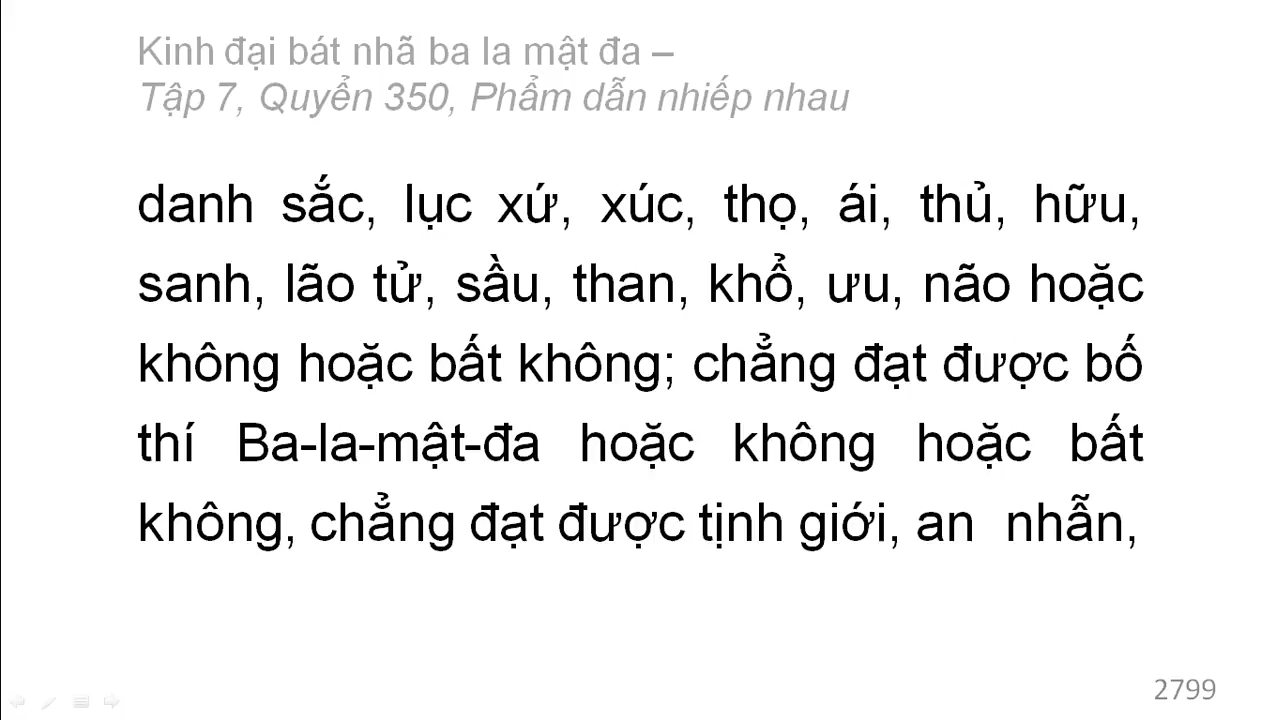 Kinh đại bát nhã ba la mật đa –
Tập 7, Quyển 350, Phẩm dẫn nhiếp nhau
danh sắc, lục xứ, xúc, thọ, ái, thủ, hữu,
sanh, lão tử, sầu, than, khổ, ưu, não hoặc
không hoặc bất không; chẳng đạt được bố
thí Ba-la-mật-đa hoặc không hoặc bất
không, chẳng đạt được tịnh giới, an nhẫn,
2799